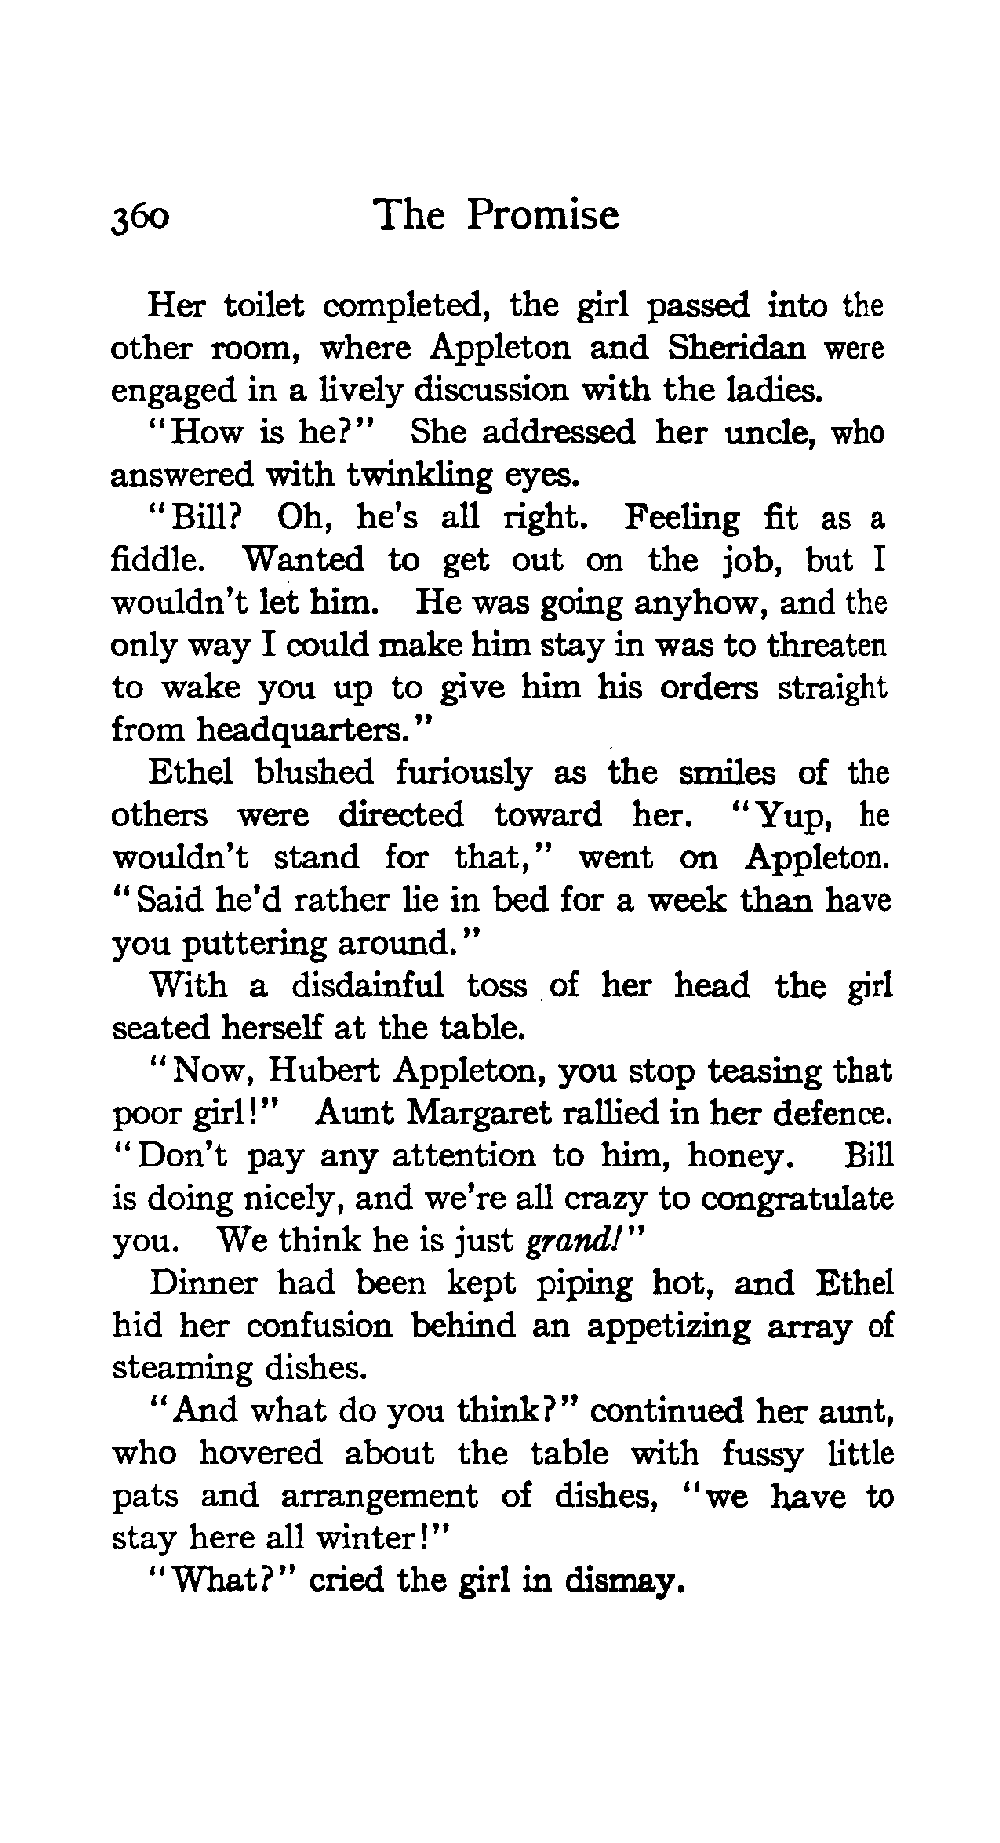 360 The Promise
Her toilet completed, the girl passed into the
other room, where Appleton and Sheridan were
engaged in a lively discussion with the ladies.
"How is he?" She addressed her uncle, who
answered with twinkling eyes.
"Bill? Oh, he's all right. Feeling fit as a
fiddle. Wanted to get out on the job, but I
wouldn't let him. He was going anyhow, and the
only way I could make him stay in was to threaten
to wake you up to give him his orders straight
from headquarters."
Ethel blushed furiously as the smiles of the
others were directed toward her. "Yup, he
wouldn't stand for that," went on Appleton.
"Said he'd rather lie in bed for a week than have
you puttering around."
With a disdainful toss of her head the girl
seated herself at the table.
"Now, Hubert Appleton, you stop teasing that
poor girl!" Aunt Margaret rallied in her defence.
"Don't pay any attention to him, honey. Bill
is doing nicely, and we're all crazy to congratulate
you. We think he is just grand!"
Dinner had been kept piping hot, and Ethel
hid her confusion behind an appetizing array of
steaming dishes.
"And what do you think?" continued her aunt,
who hovered about the table with fussy little
pats and arrangement of dishes, "we have to
stay here all winter!"
"What?" cried the girl in dismay.